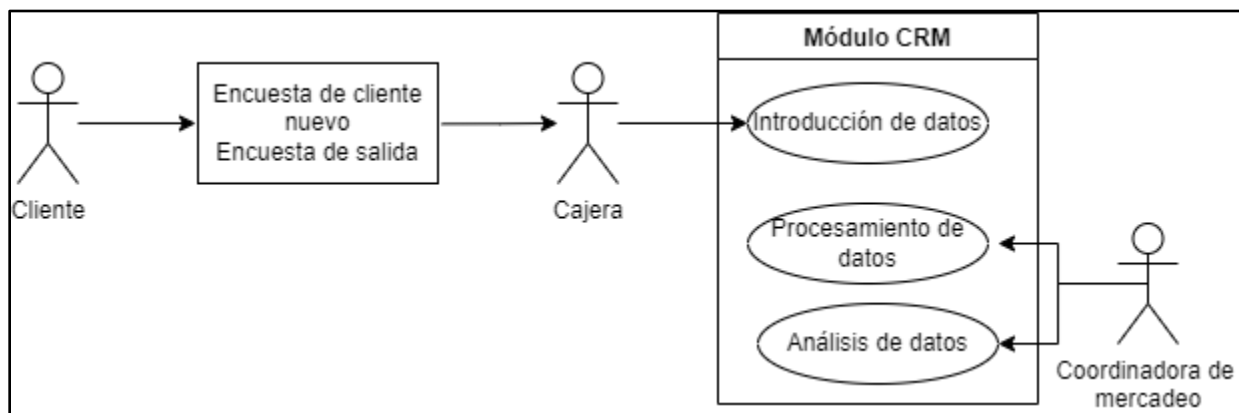 Módulo CRM
Encuesta de cliente
nuevo
Encuesta de salida
Introducción de datos
Cliente
Cajera
Procesamiento de
datos
Análisis de datos
Coordinadora de
mercadeo